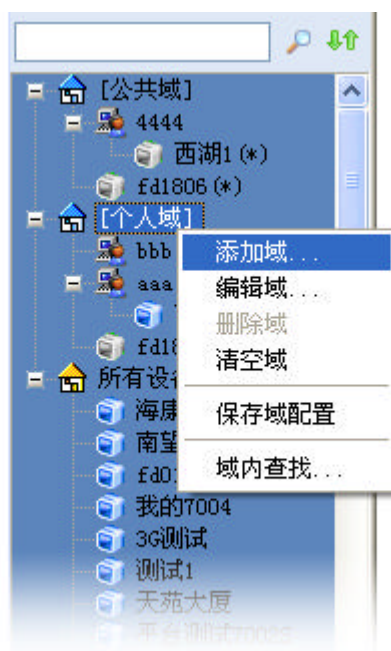 [公共域]
4444
西湖1 (*)
fd1806 (*)
[个人域]
bbb
添加域...
aaa
编辑域...
删除域
fd18
清空域
所有设
海康
保存域配置
南望
fd01
域内查找...
我的7004
3G测试
测试1
天苑大厦